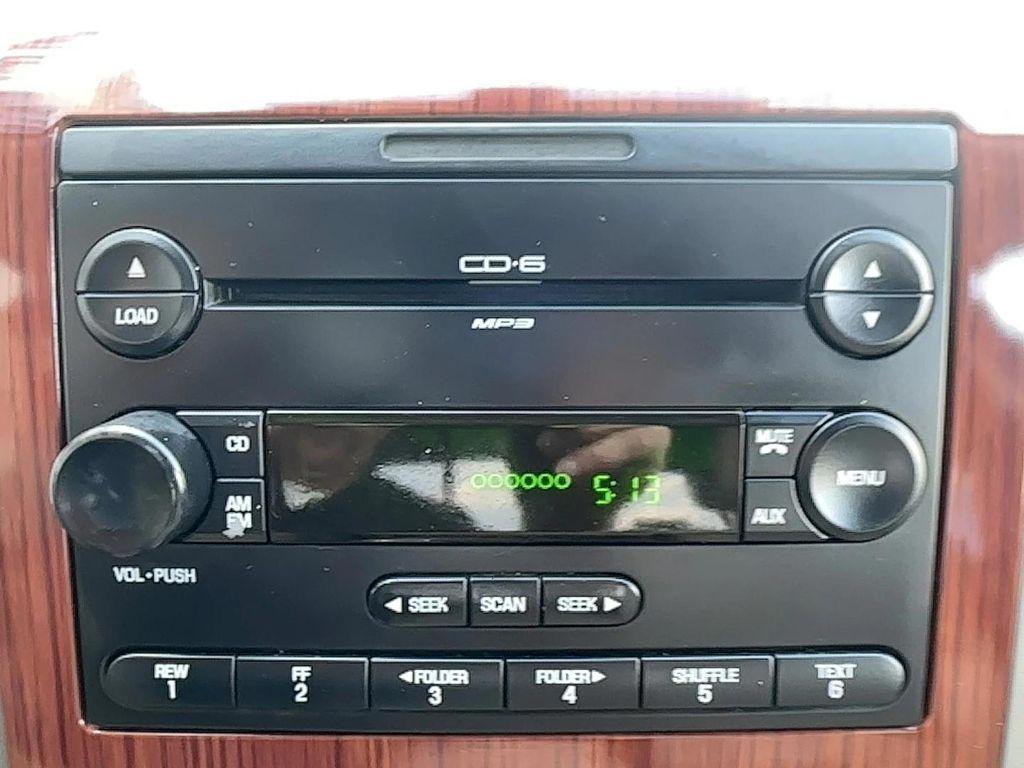 CD·6
LOAD
MP3
CD
MUTE
MENU
5:13
AM
FM
AUX
VOL•PUSH
◀ SEEK
SCAN
SEEK ▶
REW
1
FF
2
◀FOLDER
3
FOLDER▶
4
SHUFFLE
5
TEXT
6